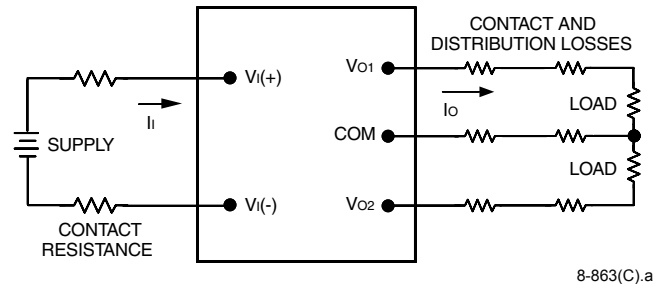 CONTACT AND
DISTRIBUTION LOSSES
VI(+)
VO1
II
IO
LOAD
SUPPLY
COM
LOAD
VI(-)
VO2
CONTACT
RESISTANCE
8-863(C).a